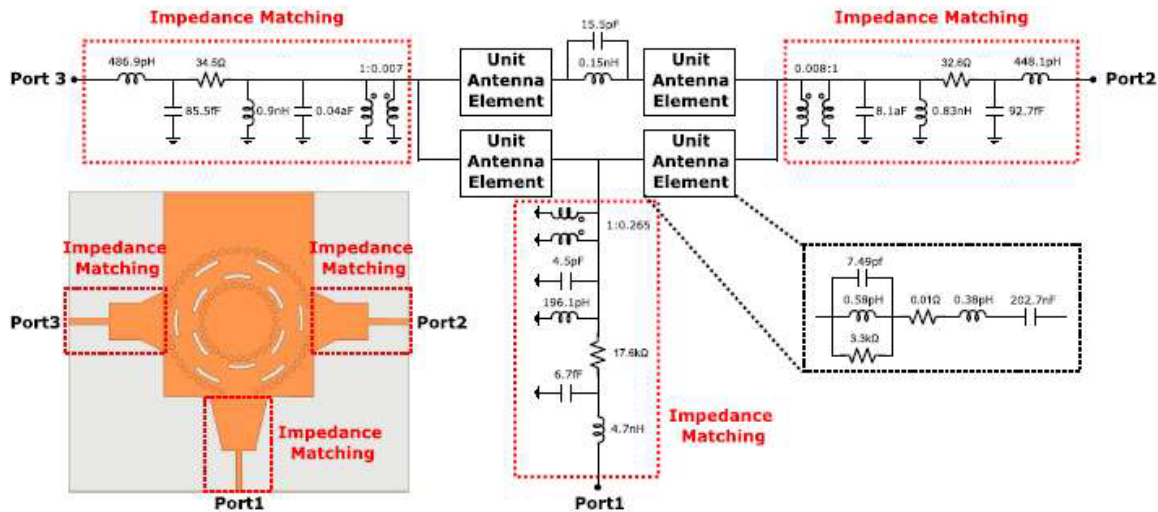 Impedance Matching
Impedance Matching
15.5pF
486.9pH
34.5Ω
1:0.007
Unit
Antenna
Element
0.15nH
Unit
Antenna
Element
0.008:1
32.6Ω
448.1pH
Port 3
Port2
85.5fF
0.9nH
0.04aF
8.1aF
0.83nH
92.7fF
Unit
Antenna
Element
Unit
Antenna
Element
1:0.265
4.5pF
196.1pH
17.6kΩ
6.7fF
4.7nH
Impedance
Matching
Port1
7.49pf
0.58pH
0.01Ω
0.38pH
202.7nF
3.3kΩ
Impedance
Matching
Impedance
Matching
Port3
Port2
Impedance
Matching
Port1